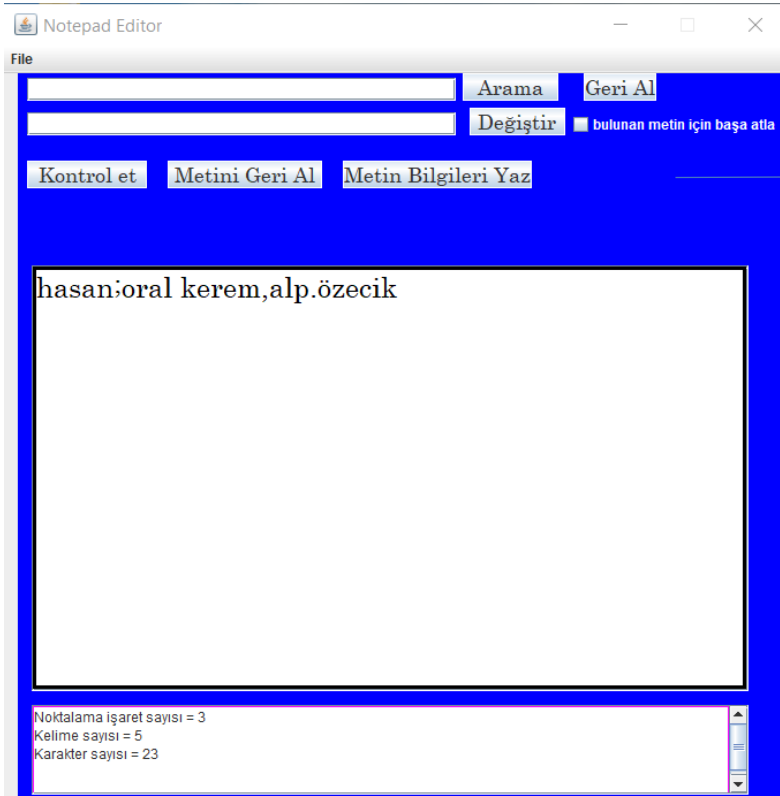 Notepad Editor
File
Arama Geri Al
Değiştir bulunan metin için başa atla
Kontrol et Metini Geri Al Metin Bilgileri Yaz
hasan;oral kerem,alp.özecik
Noktalama işaret sayısı = 3
Kelime sayısı = 5
Karakter sayısı = 23